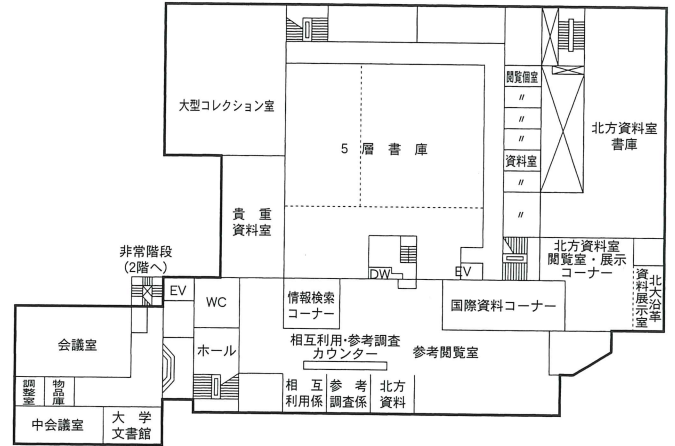 大型コレクション室
5層書庫
閲覧個室
〃
〃
〃
資料室
〃
〃
北方資料室
書庫
貴重
資料室
非常階段
(2階へ)
EV
WC
DW
EV
情報検索
コーナー
国際資料コーナー
北方資料室
閲覧室・展示
コーナー
北大沿革
資料展示室
会議室
ホール
相互利用・参考調査
カウンター
参考閲覧室
調整室
物品庫
相互
利用係
参考
調査係
北方
資料
中会議室
大学
文書館